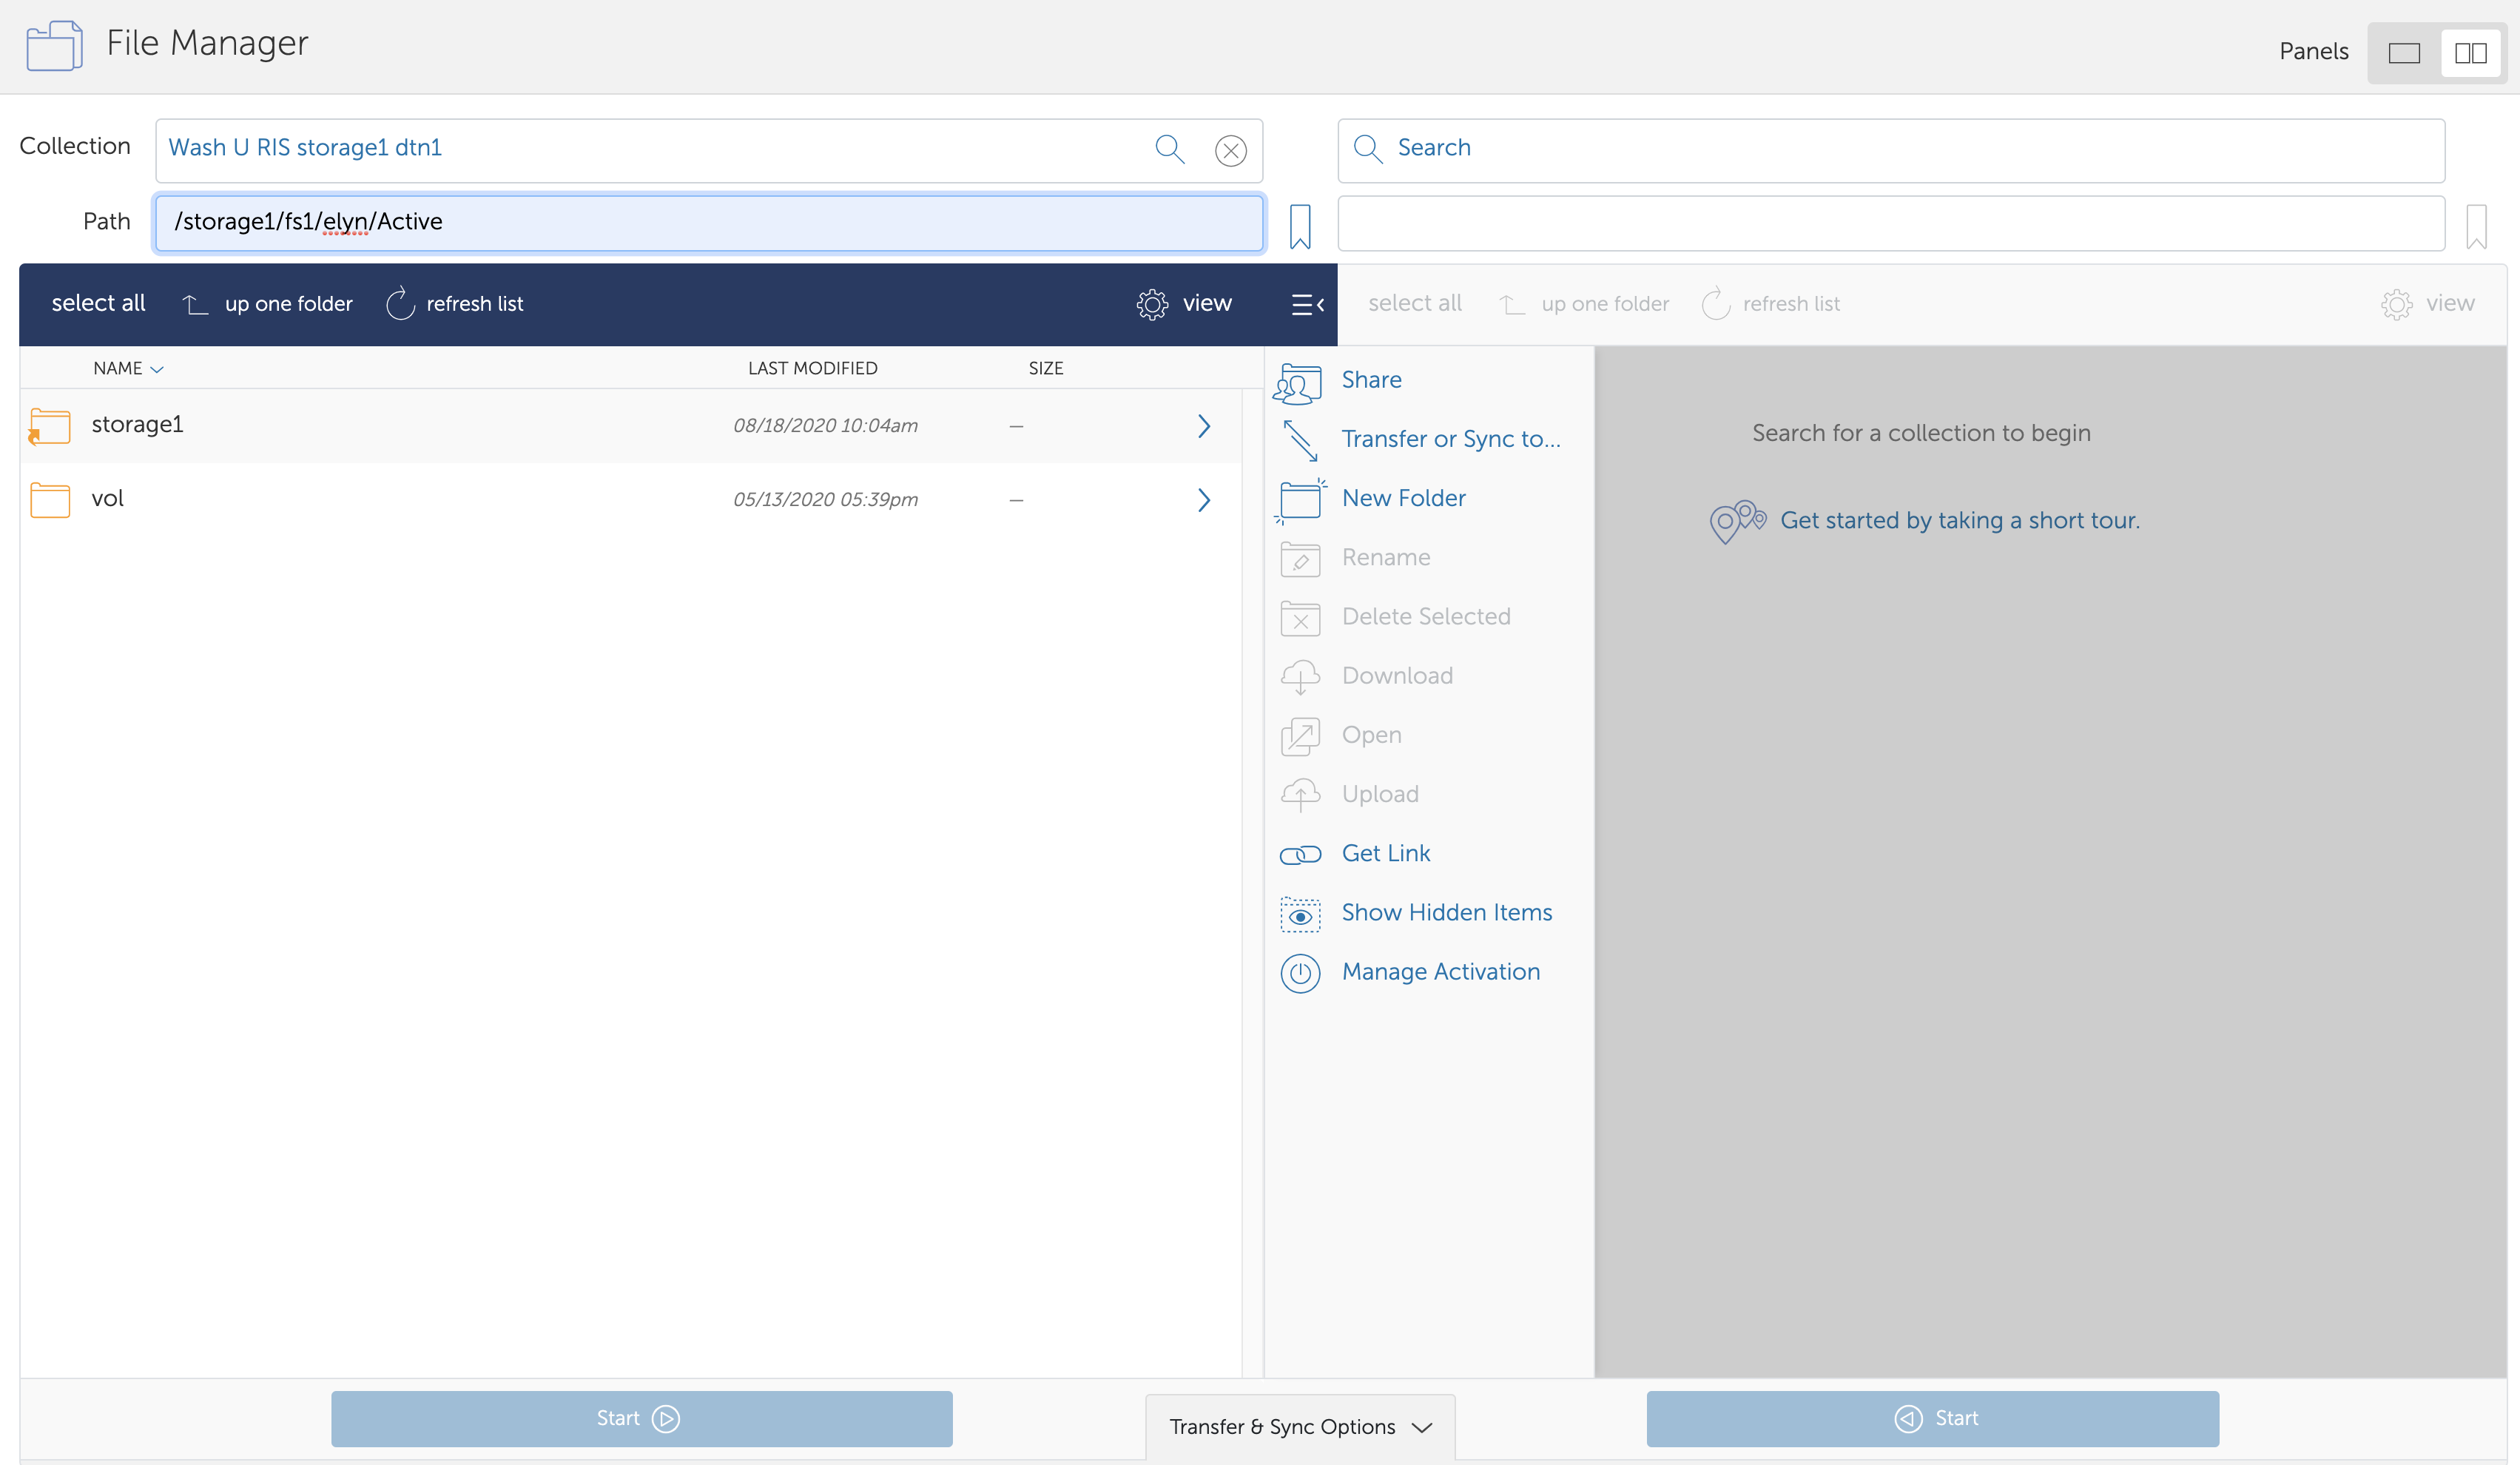 File Manager
Panels
Collection
Wash U RIS storage1 dtn1
Search
Path
/storage1/fs1/elyn/Active
select all
up one folder
refresh list
view
select all
up one folder
refresh list
view
NAME
LAST MODIFIED
SIZE
storage1
08/18/2020 10:04am
—
vol
05/13/2020 05:39pm
—
Share
Transfer or Sync to...
New Folder
Rename
Delete Selected
Download
Open
Upload
Get Link
Show Hidden Items
Manage Activation
Search for a collection to begin
Get started by taking a short tour.
Start
Transfer & Sync Options
Start